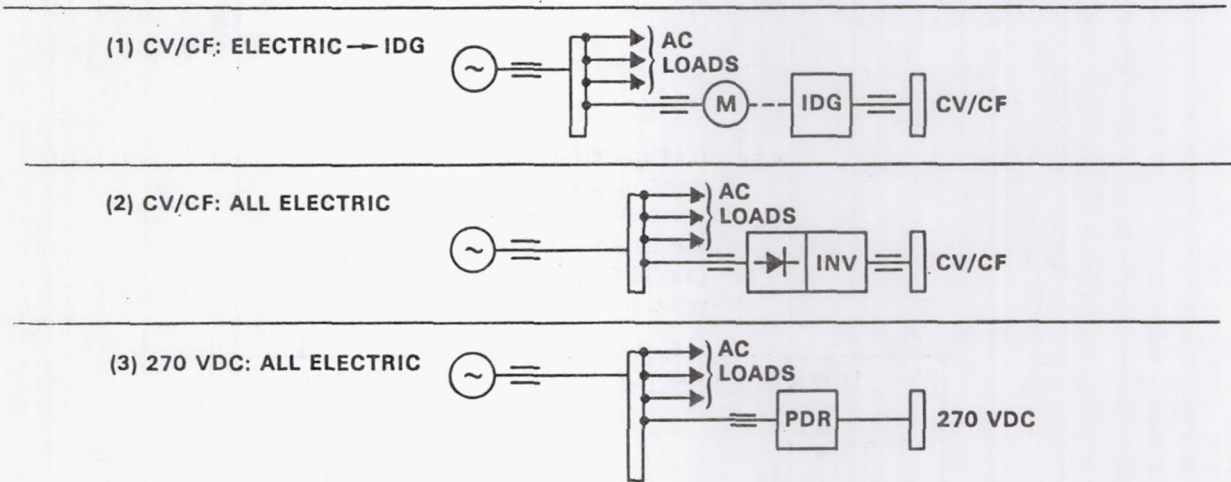 (1) CV/CF: ELECTRIC → IDG
~
AC
LOADS
M
IDG
CV/CF
(2) CV/CF: ALL ELECTRIC
~
AC
LOADS
INV
CV/CF
(3) 270 VDC: ALL ELECTRIC
~
AC
LOADS
PDR
270 VDC